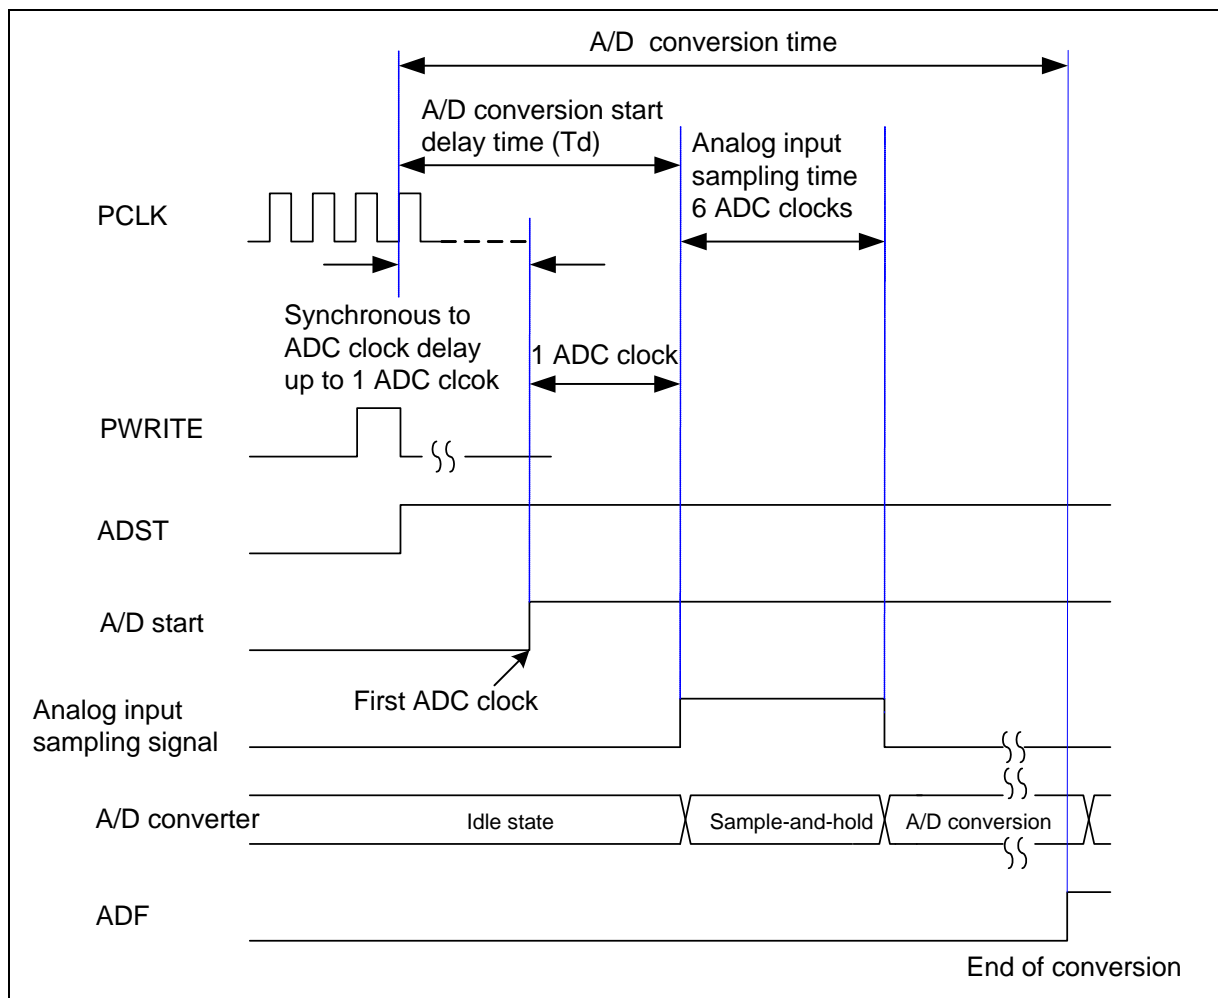 A/D conversion time
A/D conversion start
delay time (Td)
Analog input
sampling time
6 ADC clocks
PCLK
Synchronous to
ADC clock delay
up to 1 ADC clcok
1 ADC clock
PWRITE
ADST
A/D start
First ADC clock
Analog input
sampling signal
A/D converter
Idle state
Sample-and-hold
A/D conversion
ADF
End of conversion